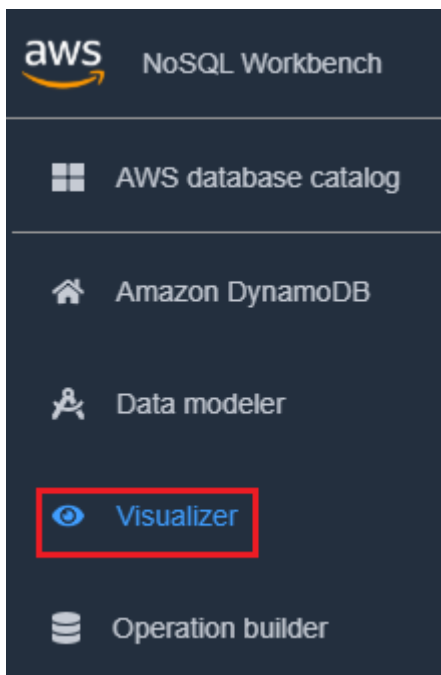 aws
NoSQL Workbench
AWS database catalog
Amazon DynamoDB
Data modeler
Visualizer
Operation builder